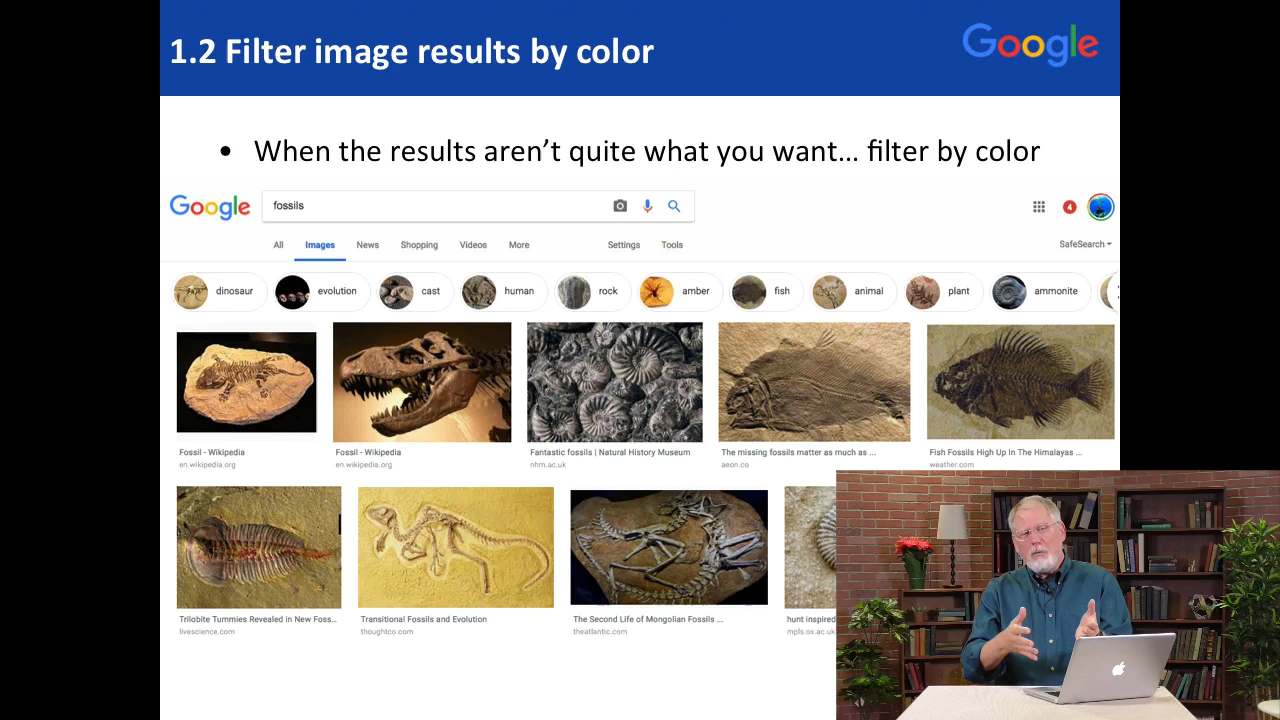 1.2 Filter image results by color
Google
• When the results aren't quite what you want... filter by color
Google
fossils
4
All Images News Shopping Videos More Settings Tools
SafeSearch
dinosaur evolution cast human rock amber fish animal plant ammonite
Fossil - Wikipedia
en.wikipedia.org
Fossil - Wikipedia
en.wikipedia.org
Fantastic fossils | Natural History Museum
nhm.ac.uk
The missing fossils matter as much as ...
aeon.co
Fish Fossils High Up In The Himalayas ...
weather.com
Trilobite Tummies Revealed in New Foss...
livescience.com
Transitional Fossils and Evolution
thoughtco.com
The Second Life of Mongolian Fossils ...
theatlantic.com
hunt inspired
mpls.ox.ac.uk